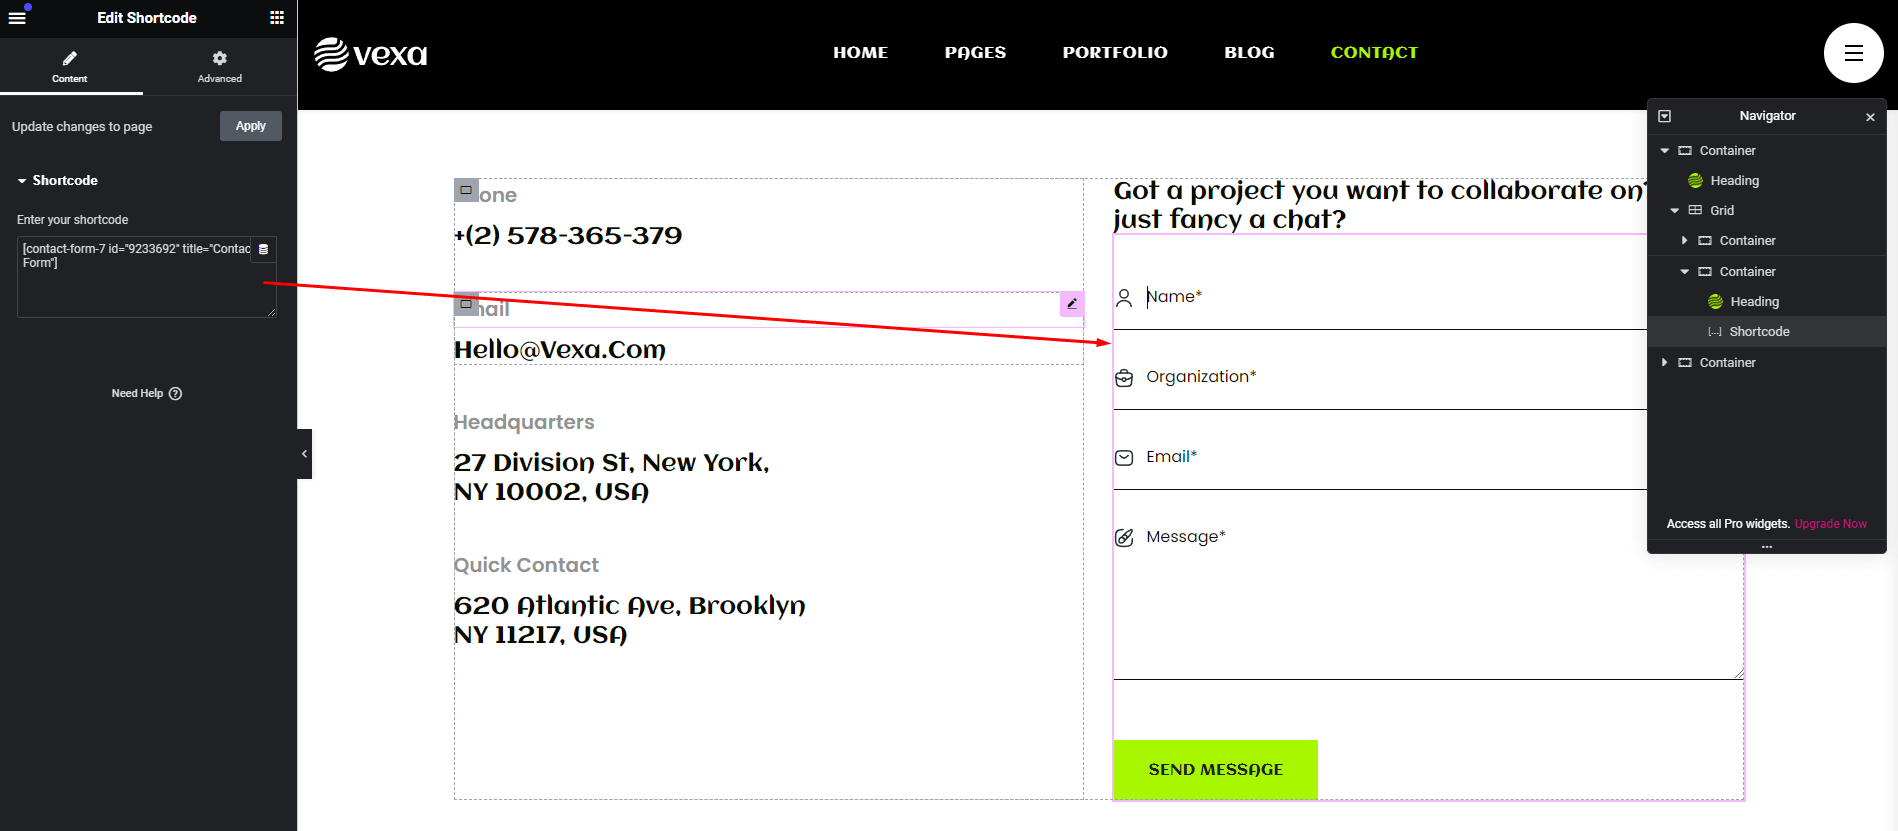 Edit Shortcode
Content
Advanced
Update changes to page
Apply
Shortcode
Enter your shortcode
[contact-form-7 id="9233692" title="Contac
Form"]
Need Help
vexa
HOME
PAGES
PORTFOLIO
BLOG
CONTACT
one
+(2) 578-365-379
ail
Hello@Vexa.Com
Headquarters
27 Division St, New York,
NY 10002, USA
Quick Contact
620 Atlantic Ave, Brooklyn
NY 11217, USA
Got a project you want to collaborate on?
just fancy a chat?
Name*
Organization*
Email*
Message*
SEND MESSAGE
Navigator
Container
Heading
Grid
Container
Container
Heading
[...] Shortcode
Container
Access all Pro widgets. Upgrade Now